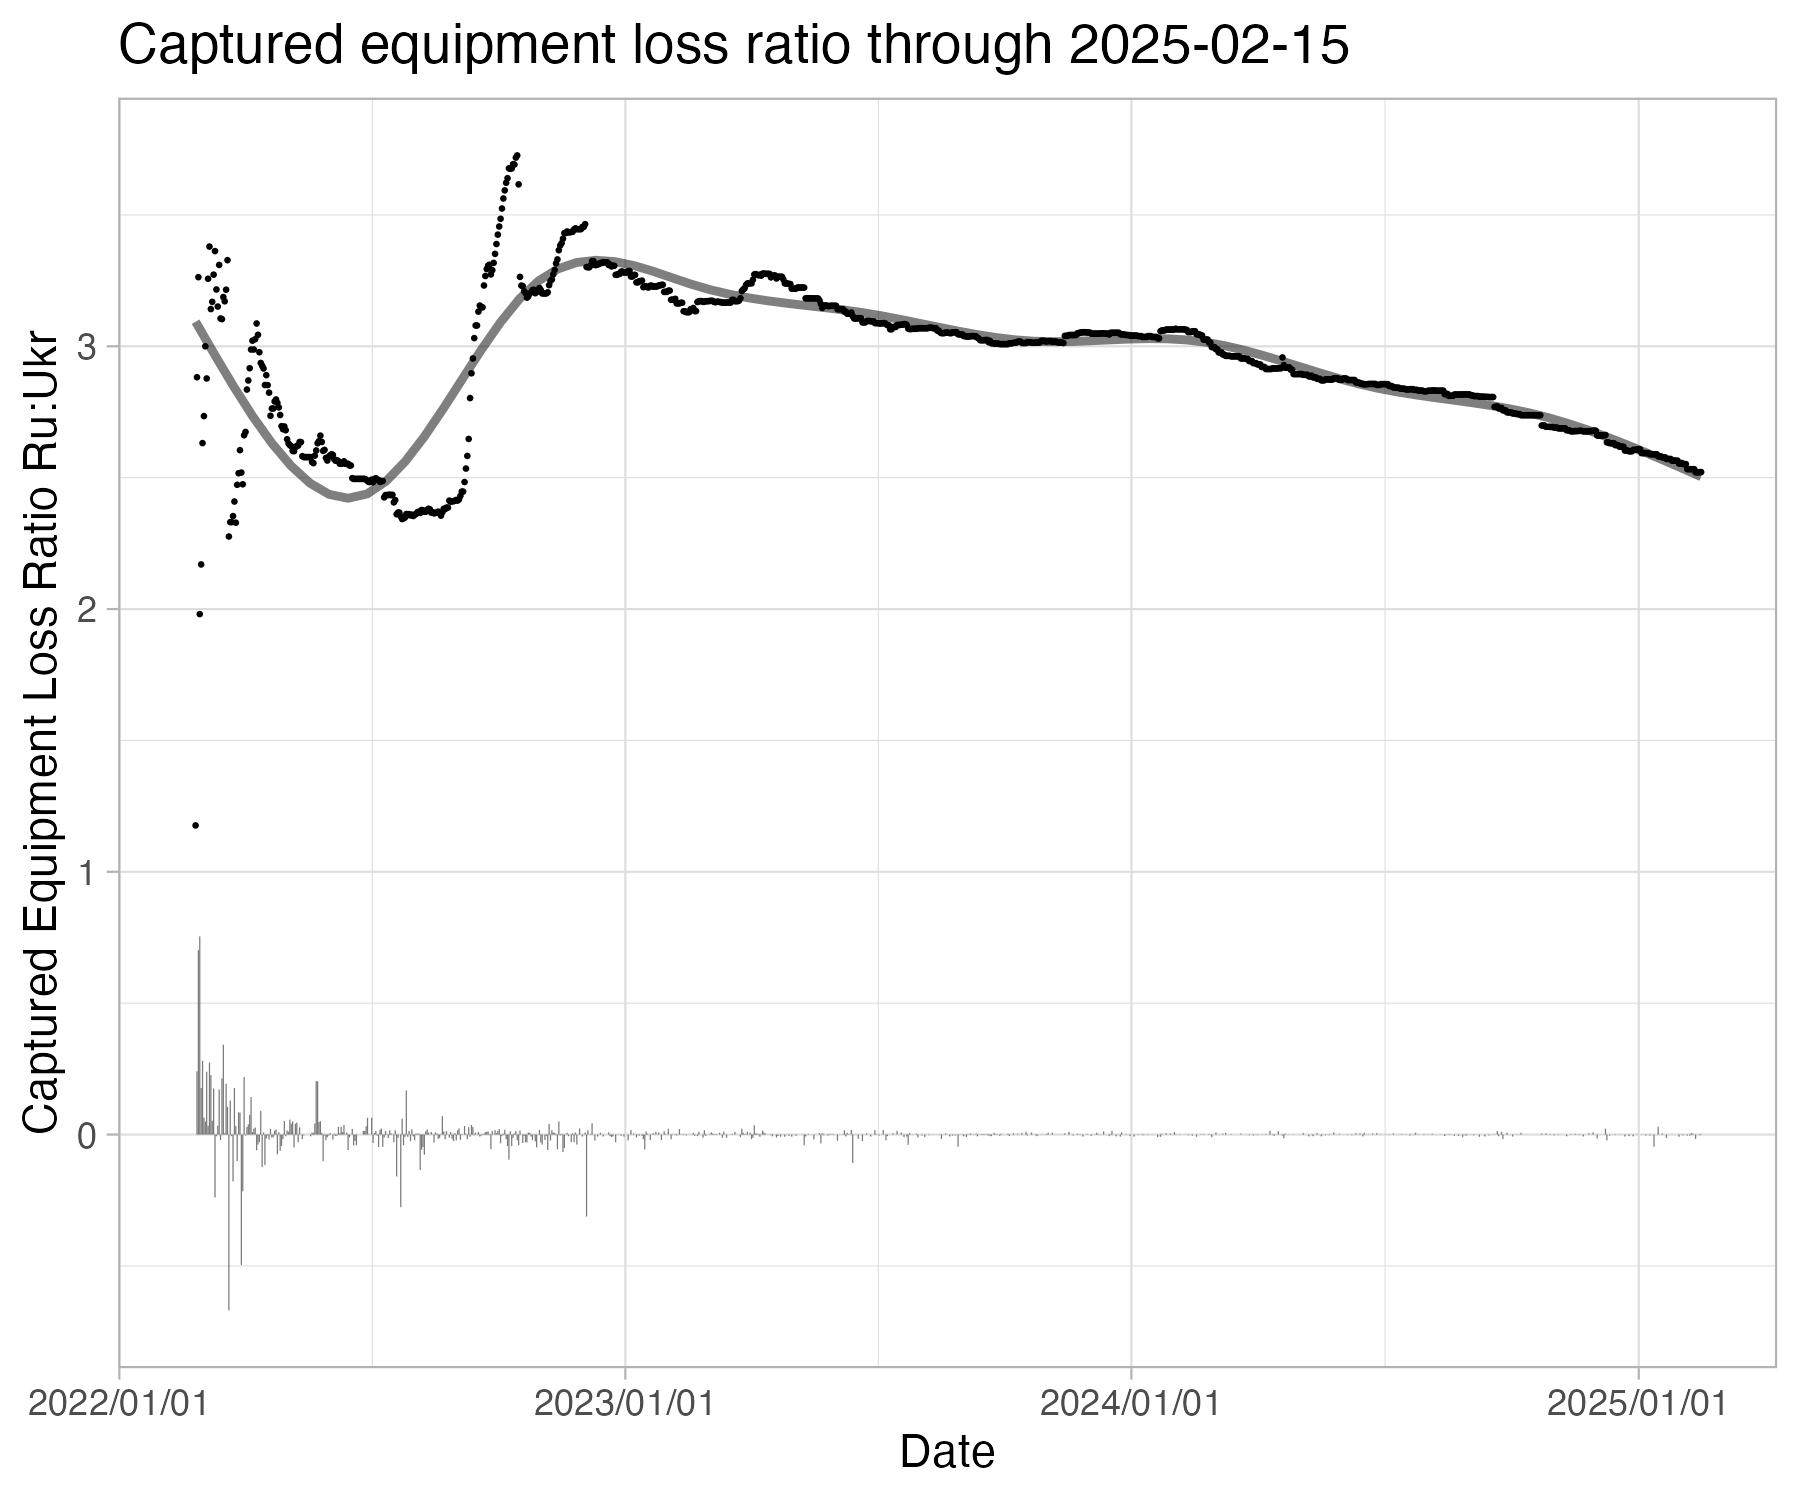 Captured equipment loss ratio through 2025-02-15
Captured Equipment Loss Ratio Ru:Ukr
3
2
1
0
2022/01/01
2023/01/01
2024/01/01
2025/01/01
Date